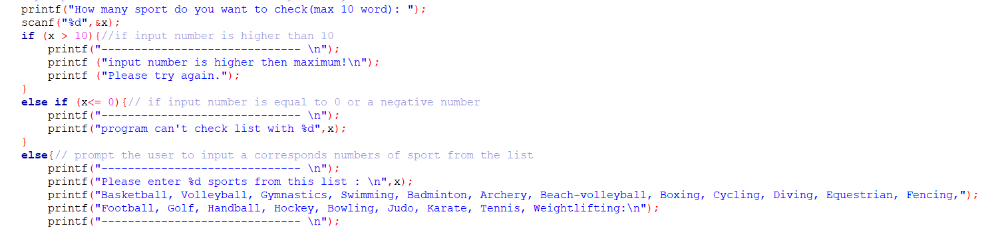 printf("How many sport do you want to check(max 10 word): ");
scanf("%d",&x);
if (x > 10){//if input number is higher than 10
printf("------------------------------ \n");
printf ("input number is higher then maximum!\n");
printf ("Please try again.");
}
else if (x<= 0){// if input number is equal to 0 or a negative number
printf("------------------------------ \n");
printf("program can't check list with %d",x);
}
else{// prompt the user to input a corresponds numbers of sport from the list
printf("------------------------------ \n");
printf("Please enter %d sports from this list : \n",x);
printf("Basketball, Volleyball, Gymnastics, Swimming, Badminton, Archery, Beach-volleyball, Boxing, Cycling, Diving, Equestrian, Fencing,");
printf("Football, Golf, Handball, Hockey, Bowling, Judo, Karate, Tennis, Weightlifting:\n");
printf("------------------------------ \n");